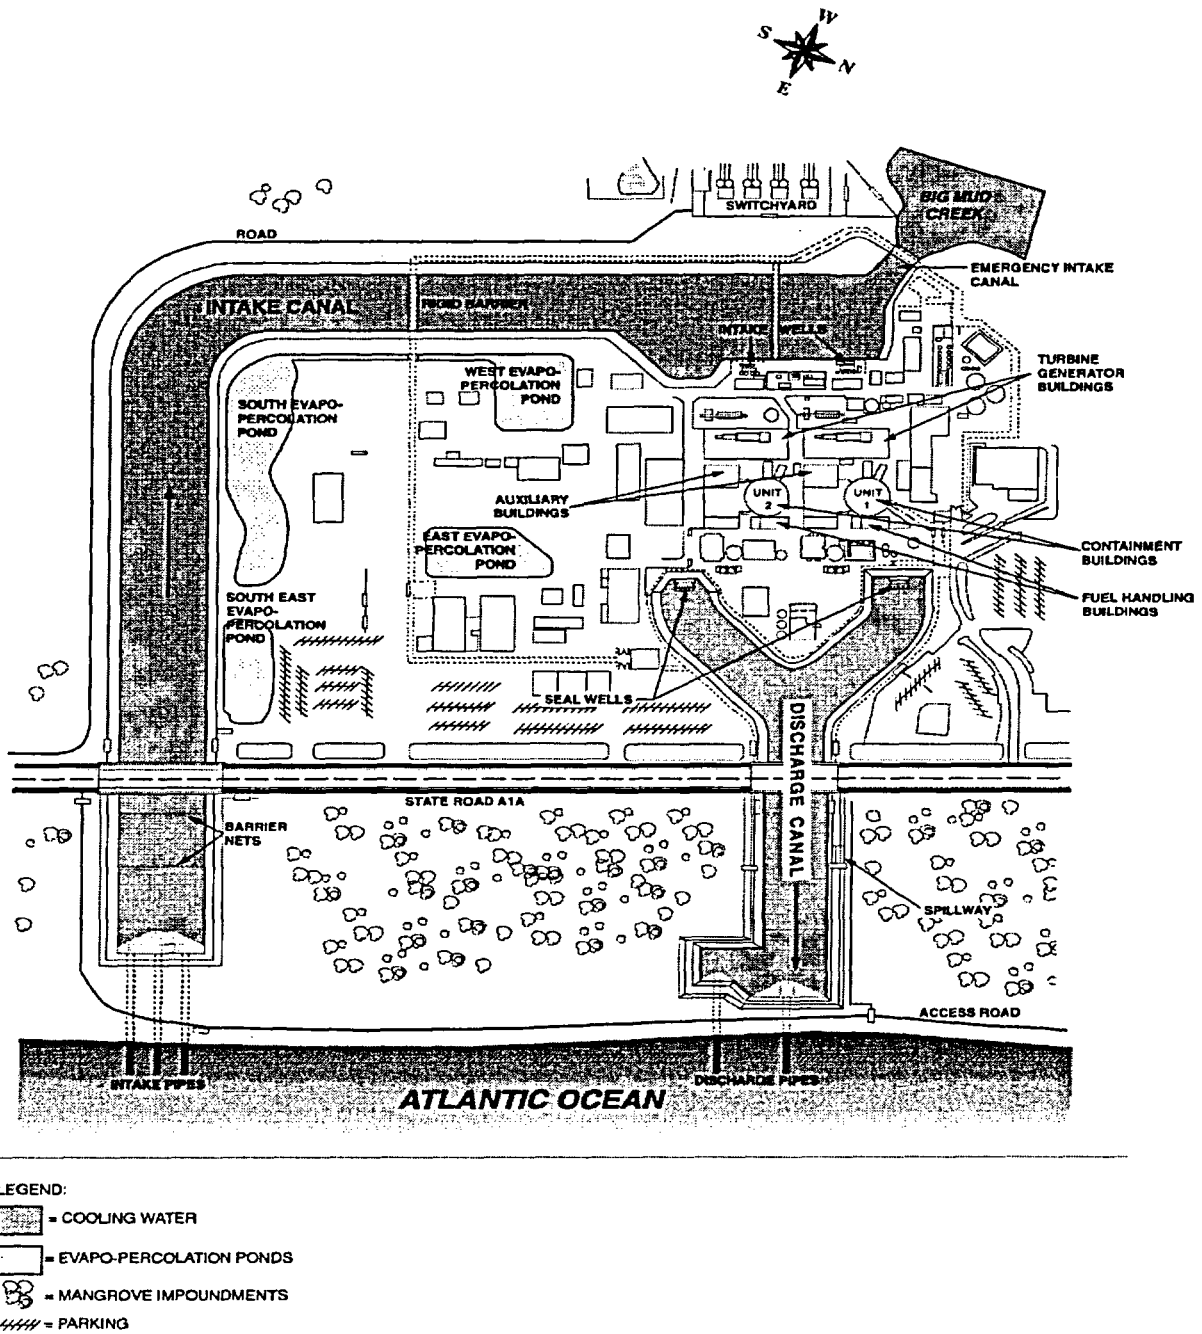 W
S
N
E
SWITCHYARD
BIG MUD
CREEK
ROAD
EMERGENCY INTAKE
CANAL
INTAKE CANAL
RIGID BARRIER
INTAKE WELLS
TURBINE
GENERATOR
BUILDINGS
WEST EVAPO-
PERCOLATION
POND
SOUTH EVAPO-
PERCOLATION
POND
AUXILIARY
BUILDINGS
UNIT
2
UNIT
1
EAST EVAPO-
PERCOLATION
POND
CONTAINMENT
BUILDINGS
FUEL HANDLING
BUILDINGS
SOUTH EAST
EVAPO-
PERCOLATION
POND
SEAL WELLS
DISCHARGE CANAL
STATE ROAD A1A
BARRIER
NETS
SPILLWAY
ACCESS ROAD
INTAKE PIPES
DISCHARGE PIPES
ATLANTIC OCEAN
LEGEND:
= COOLING WATER
= EVAPO-PERCOLATION PONDS
= MANGROVE IMPOUNDMENTS
= PARKING